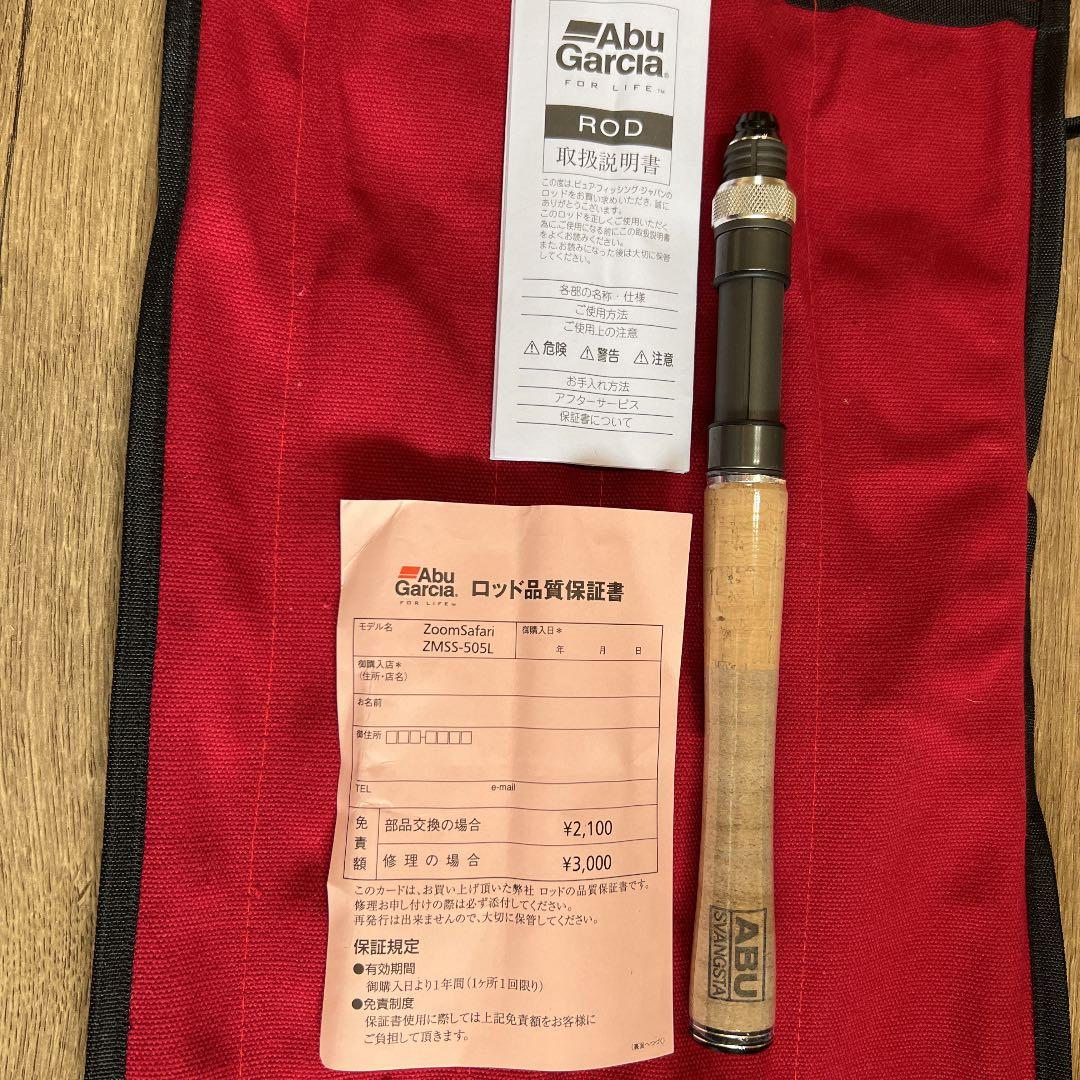 Abu
Garcia®
FOR LIFE™
ROD
取扱説明書
この度は、ピュア・フィッシング・ジャパンの
ロッドをお買い求めいただき、誠に
ありがとうございます。
このロッドを正しくご使用いただく
為に、ご使用になる前にこの取扱説明書
をよくお読みください。
また、お読みになった後は大切に保管
してください。
各部の名称・仕様
ご使用方法
ご使用上の注意
⚠危険 ⚠警告 ⚠注意
お手入れ方法
アフターサービス
保証書について
Abu
Garcia®
FOR LIFE™
ロッド品質保証書
モデル名 ZoomSafari
ZMSS-505L
御購入日*
年 月 日
御購入店*
(住所・店名)
お名前
御住所 □□□-□□□□
TEL e-mail
免責額
部品交換の場合 ¥2,100
修理の場合 ¥3,000
このカードは、お買い上げ頂いた弊社 ロッドの品質保証書です。
修理お申し付けの際は必ず添付してください。
再発行は出来ませんので、大切に保管してください。
保証規定
●有効期間
御購入日より1年間(1ヶ所1回限り)
●免責制度
保証書使用に際しては上記免責額をお客様に
ご負担して頂きます。
(裏面へつづく)
ABU
SVANGSTA